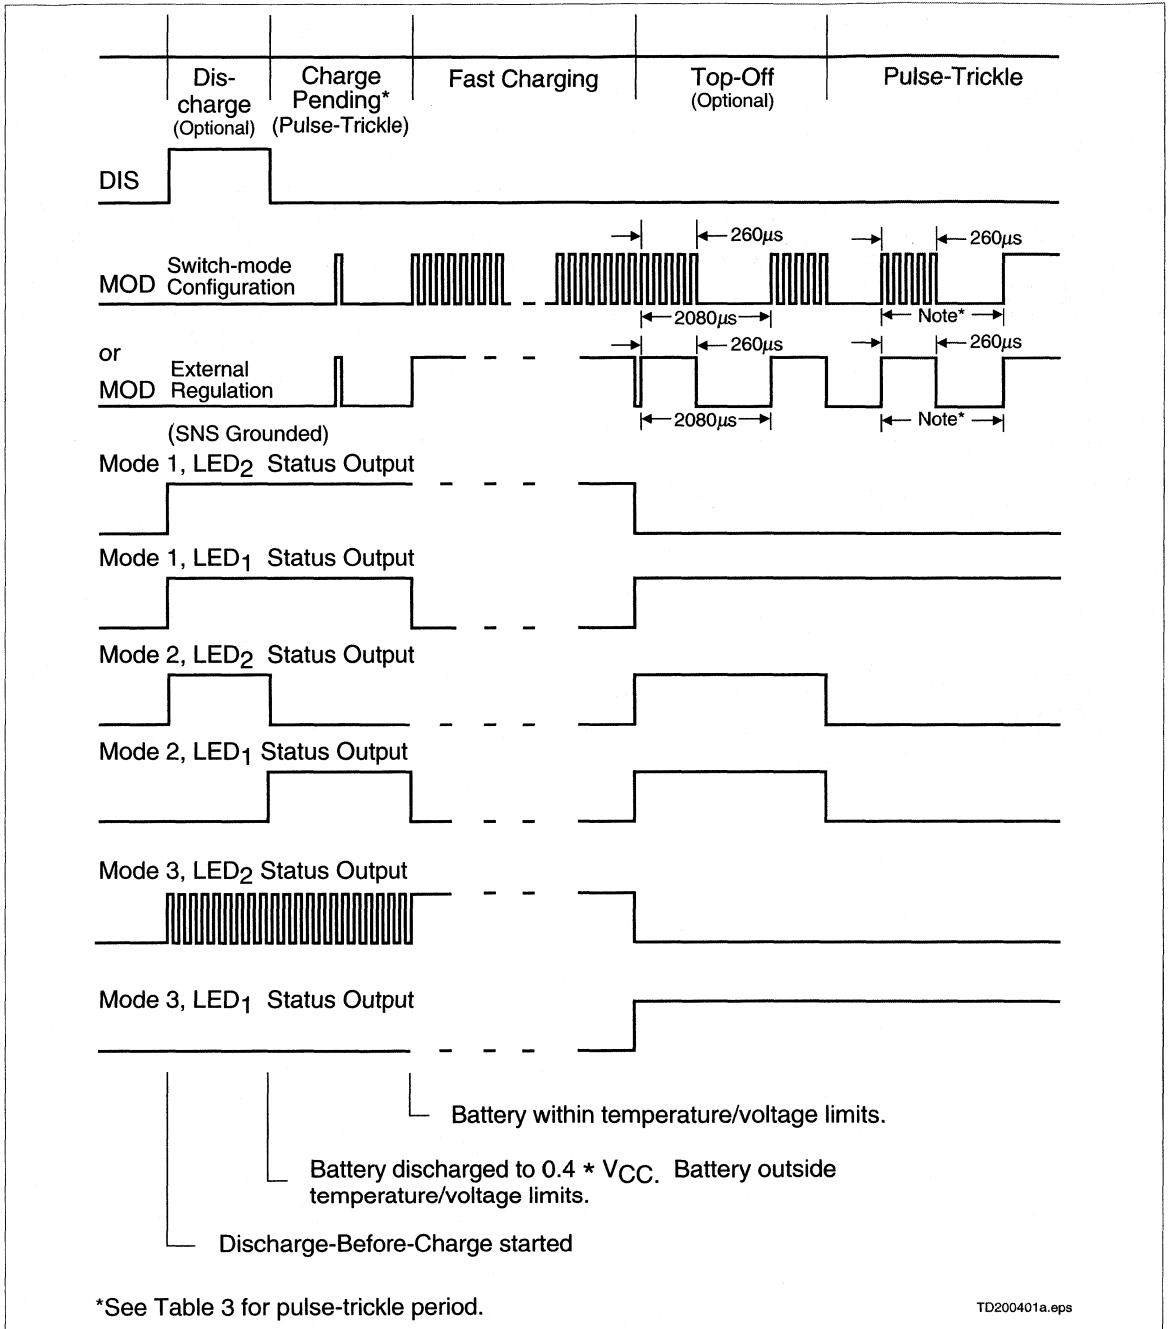 Dis-
charge
(Optional)
Charge
Pending*
(Pulse-Trickle)
Fast Charging
Top-Off
(Optional)
Pulse-Trickle
DIS
MOD
Switch-mode
Configuration
260µs
260µs
2080µs
Note*
or
MOD
External
Regulation
260µs
260µs
2080µs
Note*
(SNS Grounded)
Mode 1, LED2 Status Output
Mode 1, LED1 Status Output
Mode 2, LED2 Status Output
Mode 2, LED1 Status Output
Mode 3, LED2 Status Output
Mode 3, LED1 Status Output
Battery within temperature/voltage limits.
Battery discharged to 0.4 * VCC. Battery outside
temperature/voltage limits.
Discharge-Before-Charge started
*See Table 3 for pulse-trickle period.
TD200401a.eps